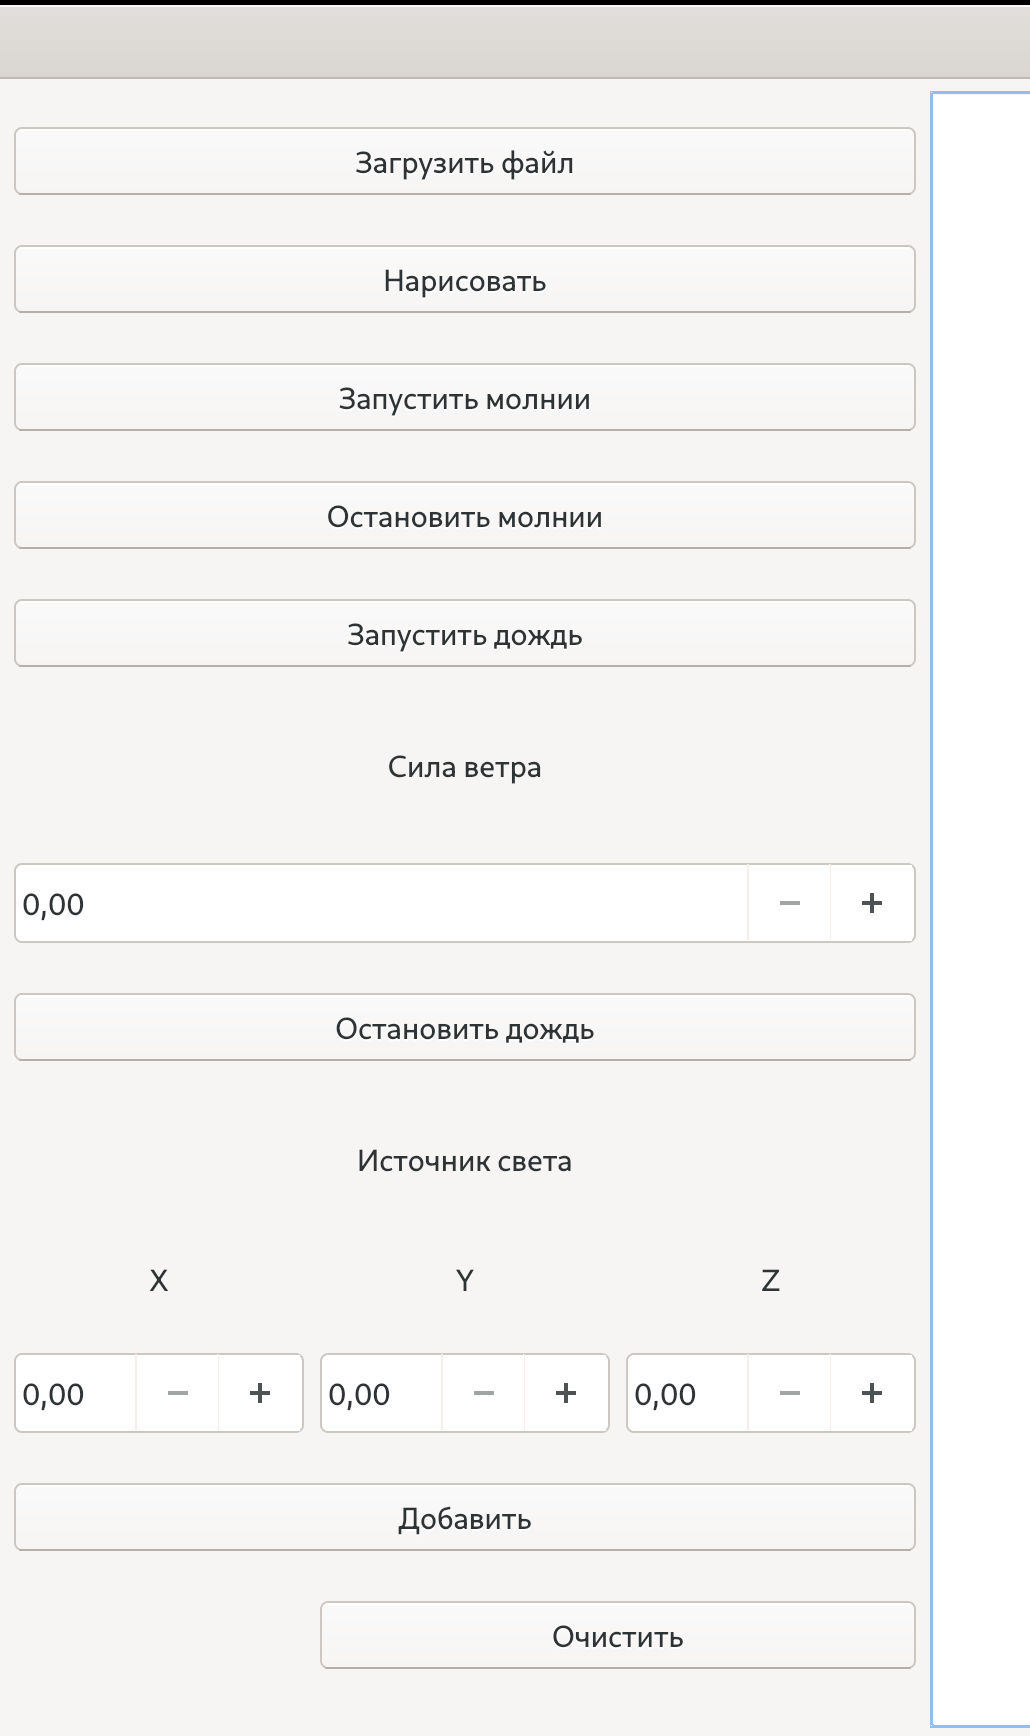 Загрузить файл
Нарисовать
Запустить молнии
Остановить молнии
Запустить дождь
Сила ветра
0,00 − +
Остановить дождь
Источник света
X Y Z
0,00 − + 0,00 − + 0,00 − +
Добавить
Очистить